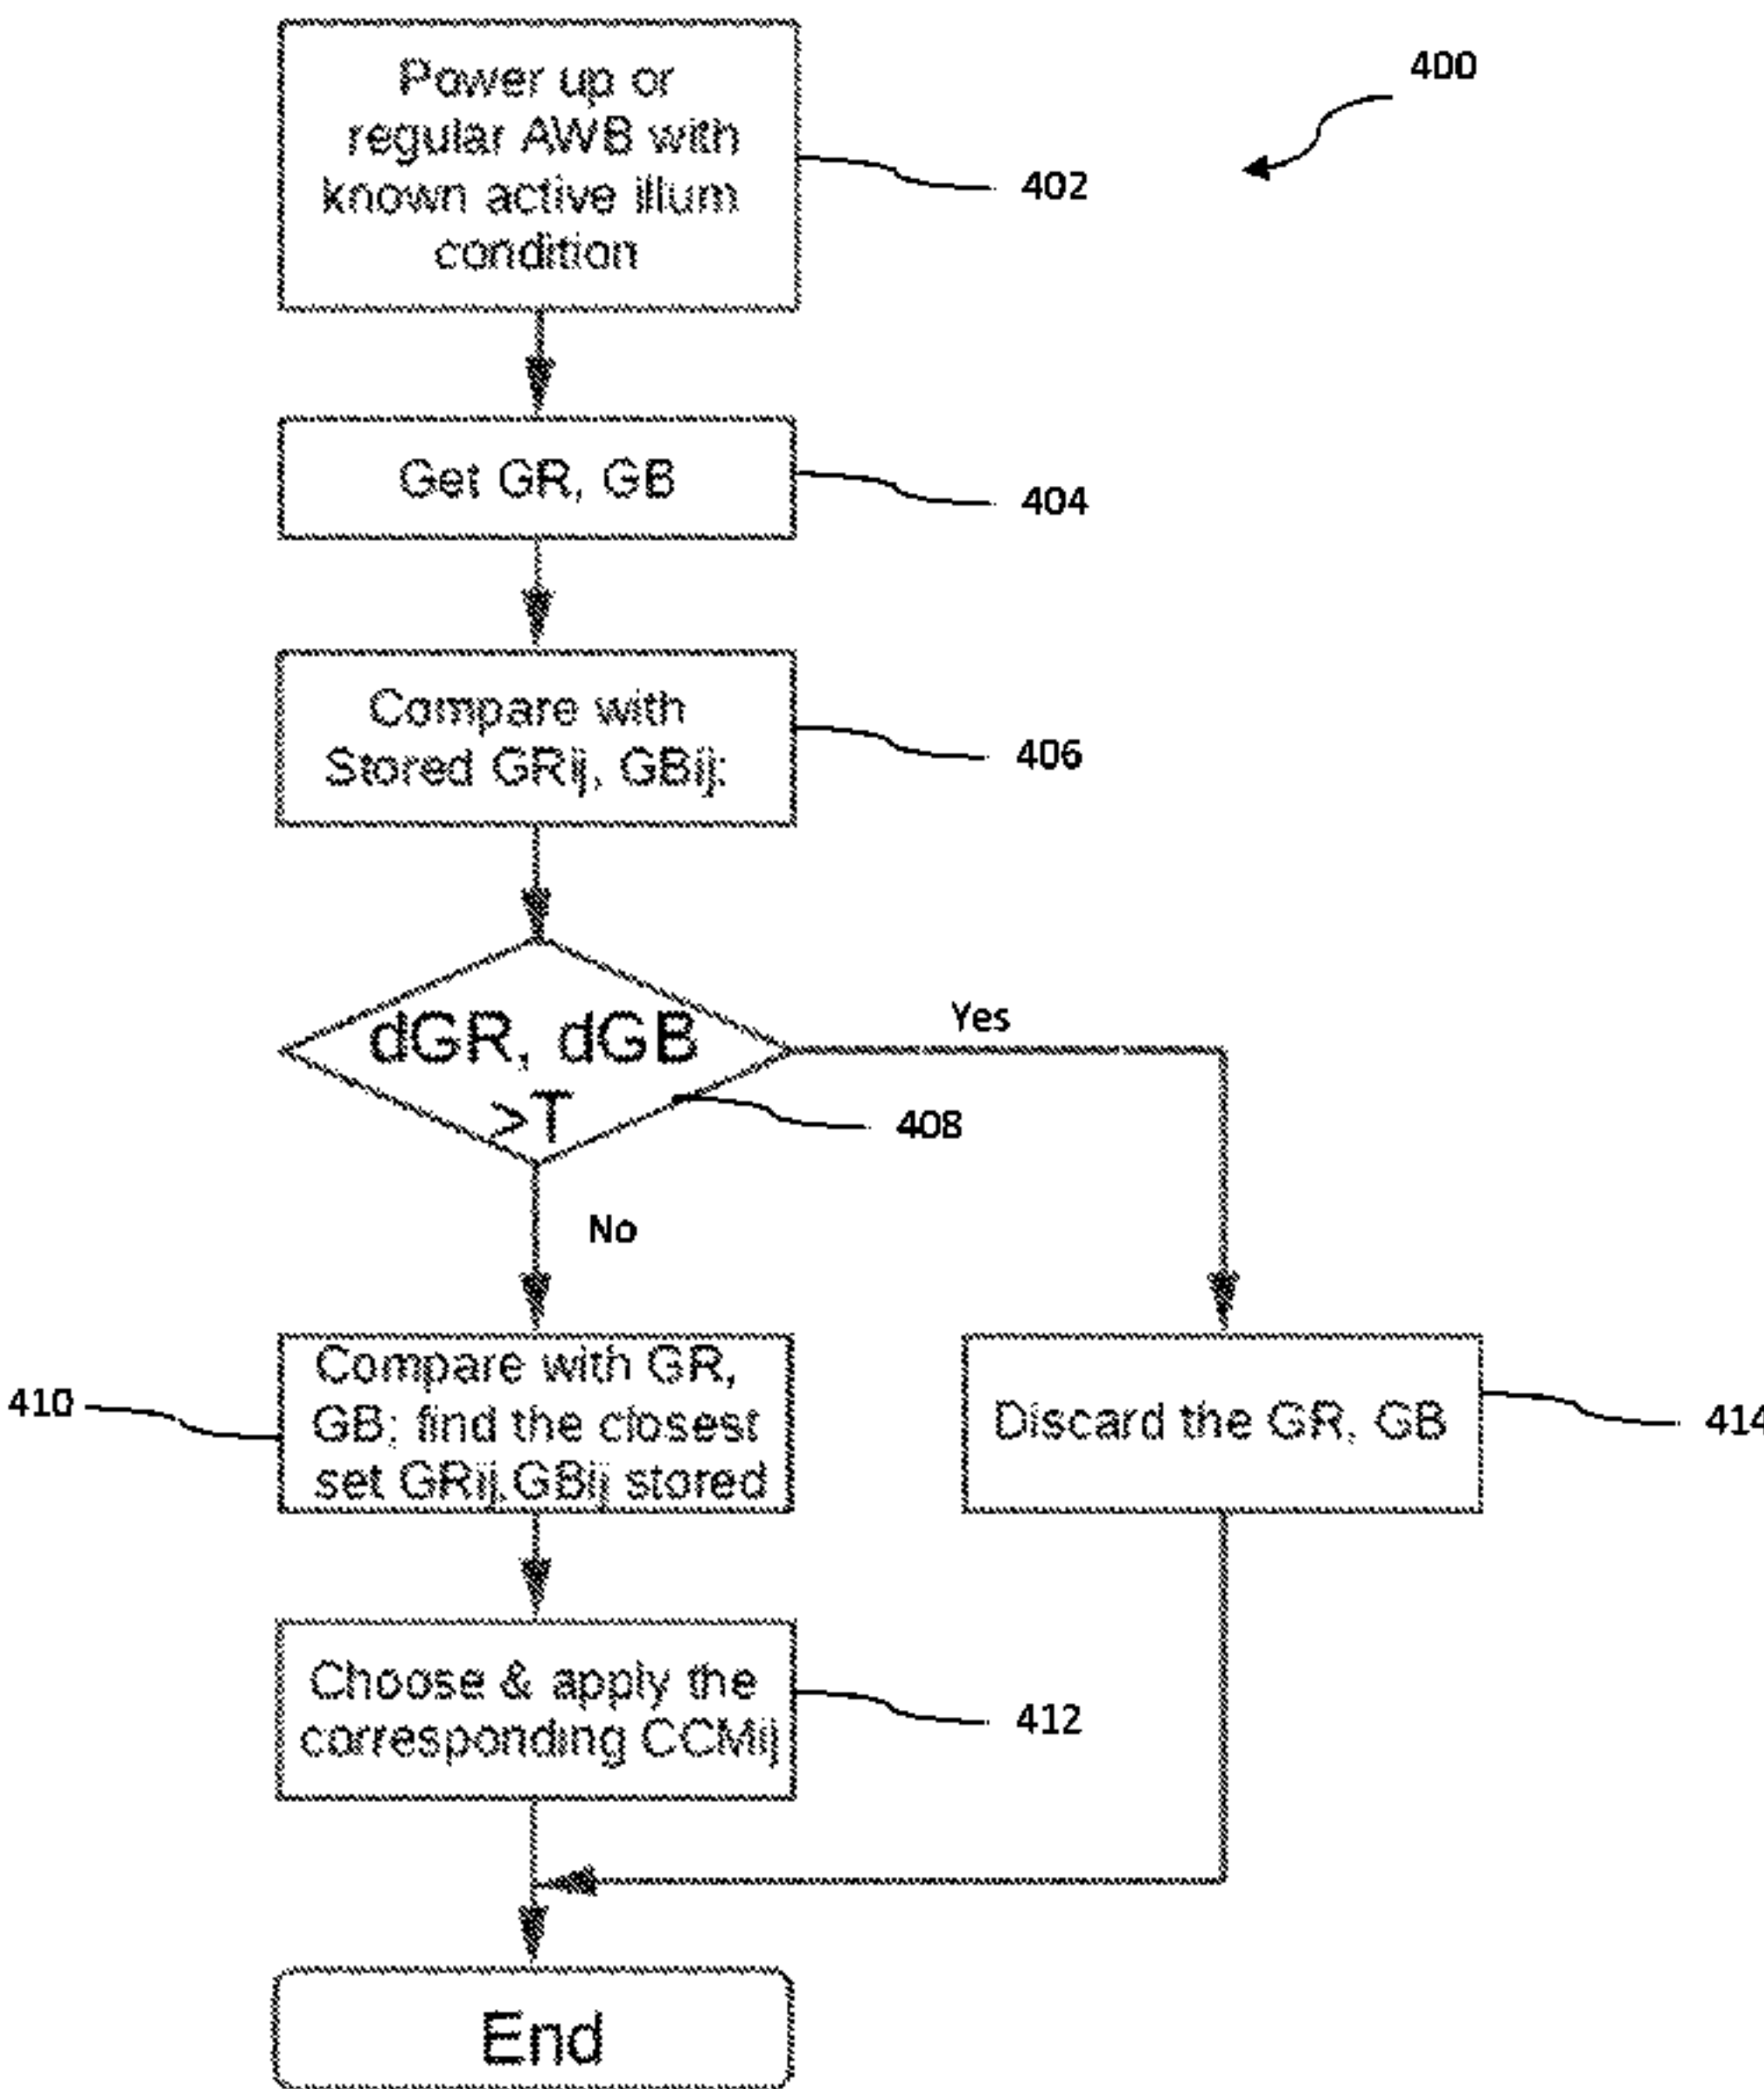 Power up or
regular AWB with
known active illum
condition
400
402
Get GR, GB
404
Compare with
Stored GRij, GBij;
406
dGR, dGB
>T
408
Yes
No
410
Compare with GR,
GB; find the closest
set GRij,GBij stored
Discard the GR, GB
414
Choose & apply the
corresponding CCMij
412
End